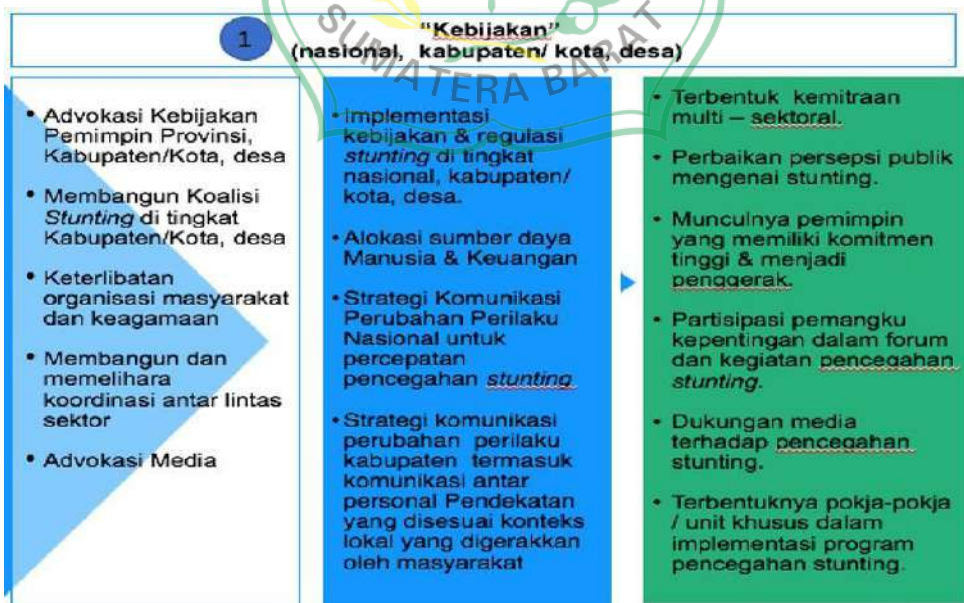 1
"Kebijakan"
(nasional, kabupaten/ kota, desa)
SUMATERA BARAT
• Advokasi Kebijakan
Pemimpin Provinsi,
Kabupaten/Kota, desa
• Membangun Koalisi
Stunting di tingkat
Kabupaten/Kota, desa
• Keterlibatan
organisasi masyarakat
dan keagamaan
• Membangun dan
memelihara
koordinasi antar lintas
sektor
• Advokasi Media
• Implementasi
kebijakan & regulasi
stunting di tingkat
nasional, kabupaten/
kota, desa.
• Alokasi sumber daya
Manusia & Keuangan
• Strategi Komunikasi
Perubahan Perilaku
Nasional untuk
percepatan
pencegahan stunting
• Strategi komunikasi
perubahan perilaku
kabupaten termasuk
komunikasi antar
personal Pendekatan
yang disesuai konteks
lokal yang digerakkan
oleh masyarakat
• Terbentuk kemitraan
multi – sektoral.
• Perbaikan persepsi publik
mengenai stunting.
• Munculnya pemimpin
yang memiliki komitmen
tinggi & menjadi
penggerak.
• Partisipasi pemangku
kepentingan dalam forum
dan kegiatan pencegahan
stunting.
• Dukungan media
terhadap pencegahan
stunting.
• Terbentuknya pokja-pokja
/ unit khusus dalam
implementasi program
pencegahan stunting.